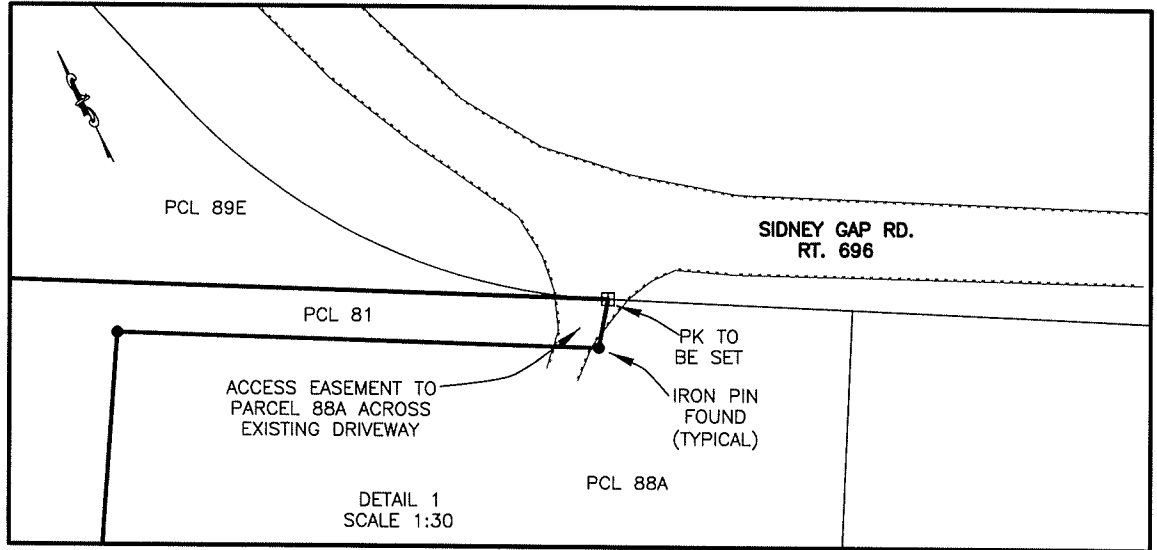 PCL 89E
SIDNEY GAP RD.
RT. 696
PCL 81
PK TO
BE SET
ACCESS EASEMENT TO
PARCEL 88A ACROSS
EXISTING DRIVEWAY
IRON PIN
FOUND
(TYPICAL)
PCL 88A
DETAIL 1
SCALE 1:30